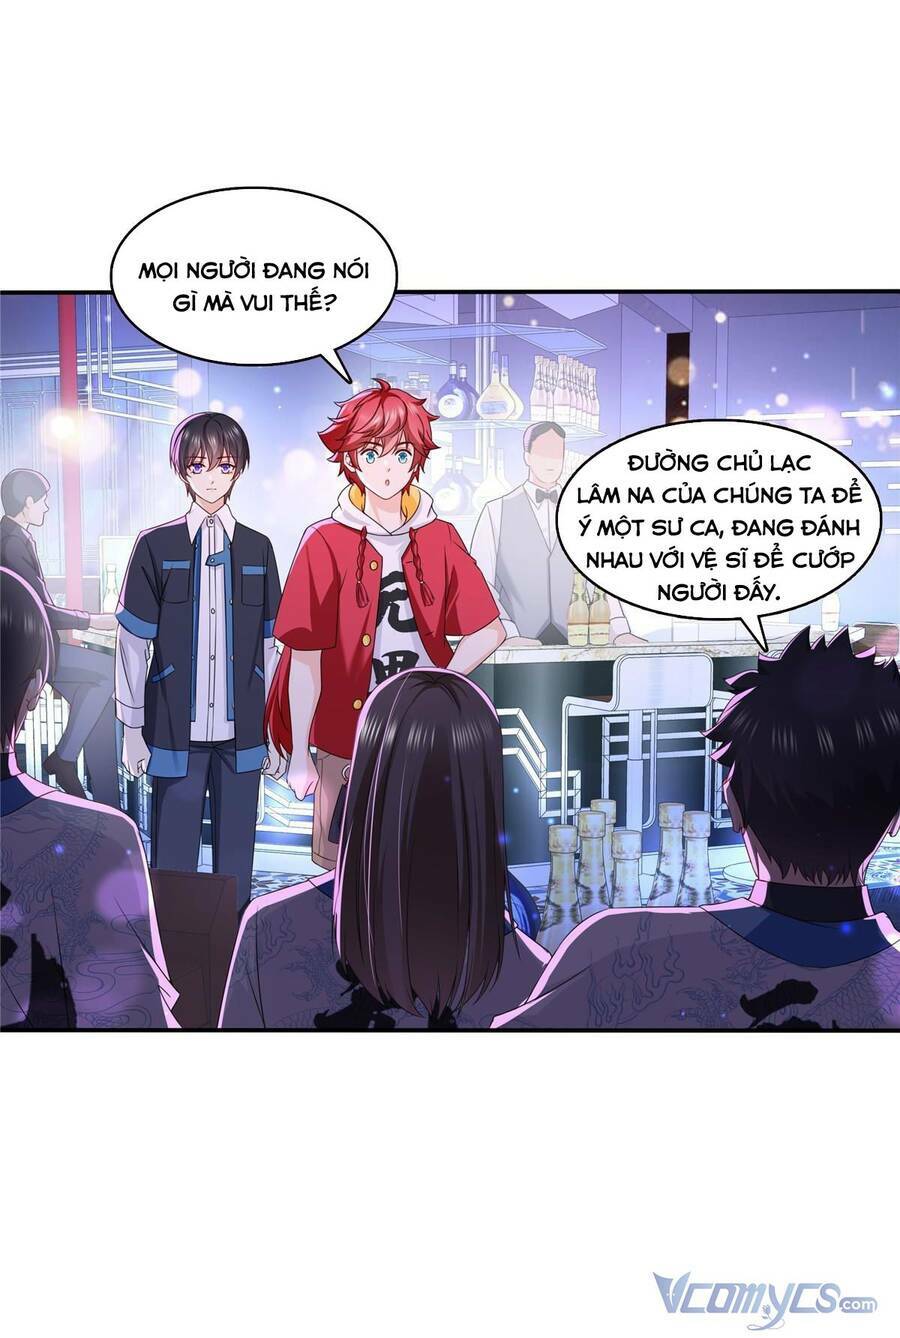 MỌI NGƯỜI ĐANG NÓI
GÌ MÀ VUI THẾ?
ĐƯỜNG CHỦ LẠC
LÂM NA CỦA CHÚNG TA ĐỂ
Ý MỘT SƯ CA, ĐANG ĐÁNH
NHAU VỚI VỆ SĨ ĐỂ CƯỚP
NGƯỜI ĐẤY.
VCOMYCS.com